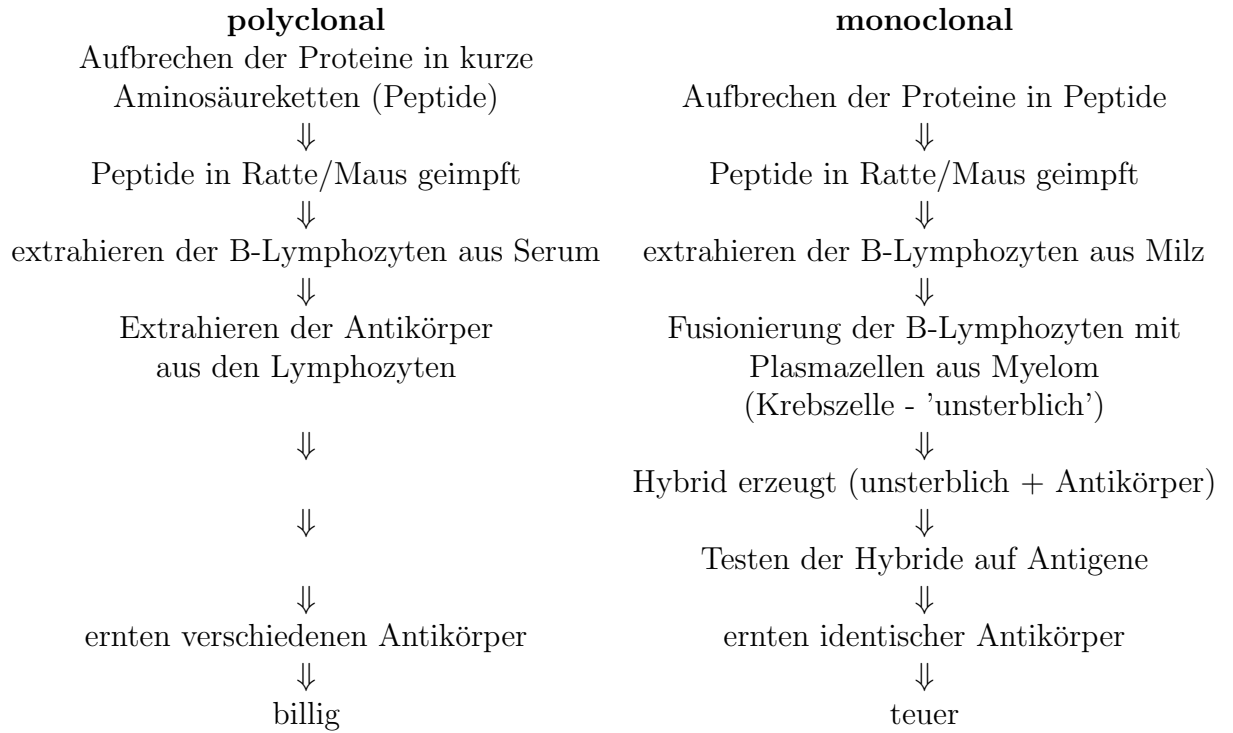 polyclonal
Aufbrechen der Proteine in kurze
Aminosäureketten (Peptide)
⇓
Peptide in Ratte/Maus geimpft
⇓
extrahieren der B-Lymphozyten aus Serum
⇓
Extrahieren der Antikörper
aus den Lymphozyten
⇓
⇓
⇓
ernten verschiedenen Antikörper
⇓
billig
monoclonal
Aufbrechen der Proteine in Peptide
⇓
Peptide in Ratte/Maus geimpft
⇓
extrahieren der B-Lymphozyten aus Milz
⇓
Fusionierung der B-Lymphozyten mit
Plasmazellen aus Myelom
(Krebszelle - 'unsterblich')
⇓
Hybrid erzeugt (unsterblich + Antikörper)
⇓
Testen der Hybride auf Antigene
⇓
ernten identischer Antikörper
⇓
teuer